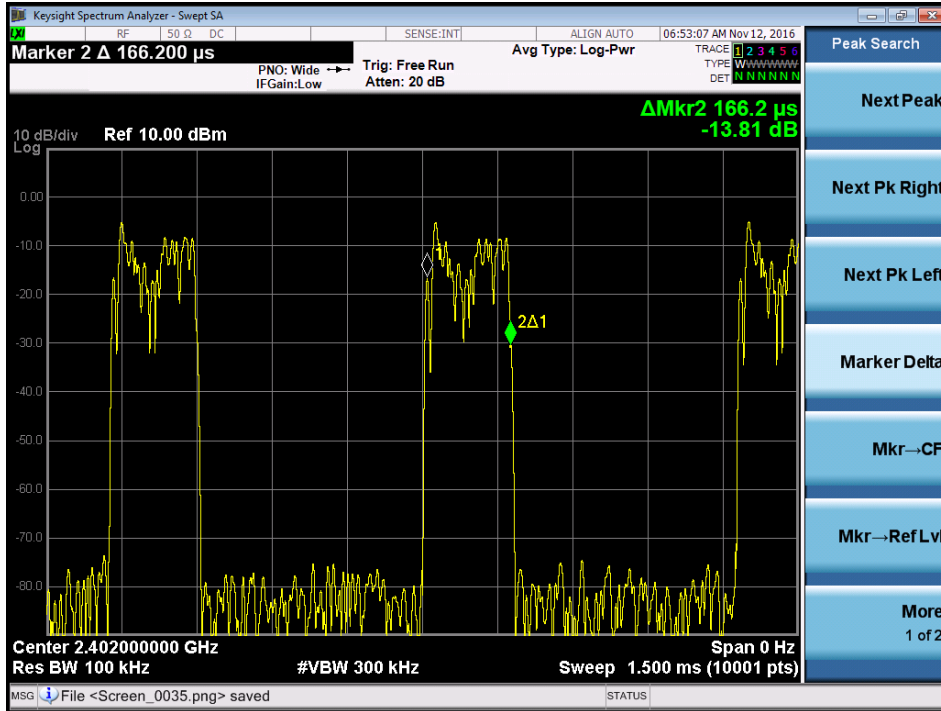 Keysight Spectrum Analyzer - Swept SA
LXI RF 50 Ω DC SENSE:INT ALIGN AUTO 06:53:07 AM Nov 12, 2016
Marker 2 Δ 166.200 µs
PNO: Wide
IFGain:Low
Trig: Free Run
Atten: 20 dB
Avg Type: Log-Pwr
TRACE 1 2 3 4 5 6
TYPE WWWWWW
DET N N N N N N
ΔMkr2 166.2 µs
-13.81 dB
10 dB/div Ref 10.00 dBm
Log
0.00
-10.0
-20.0
-30.0
-40.0
-50.0
-60.0
-70.0
-80.0
1
2Δ1
Center 2.402000000 GHz Span 0 Hz
Res BW 100 kHz #VBW 300 kHz Sweep 1.500 ms (10001 pts)
MSG File <Screen_0035.png> saved STATUS
Peak Search
Next Peak
Next Pk Right
Next Pk Left
Marker Delta
Mkr→CF
Mkr→Ref Lvl
More
1 of 2